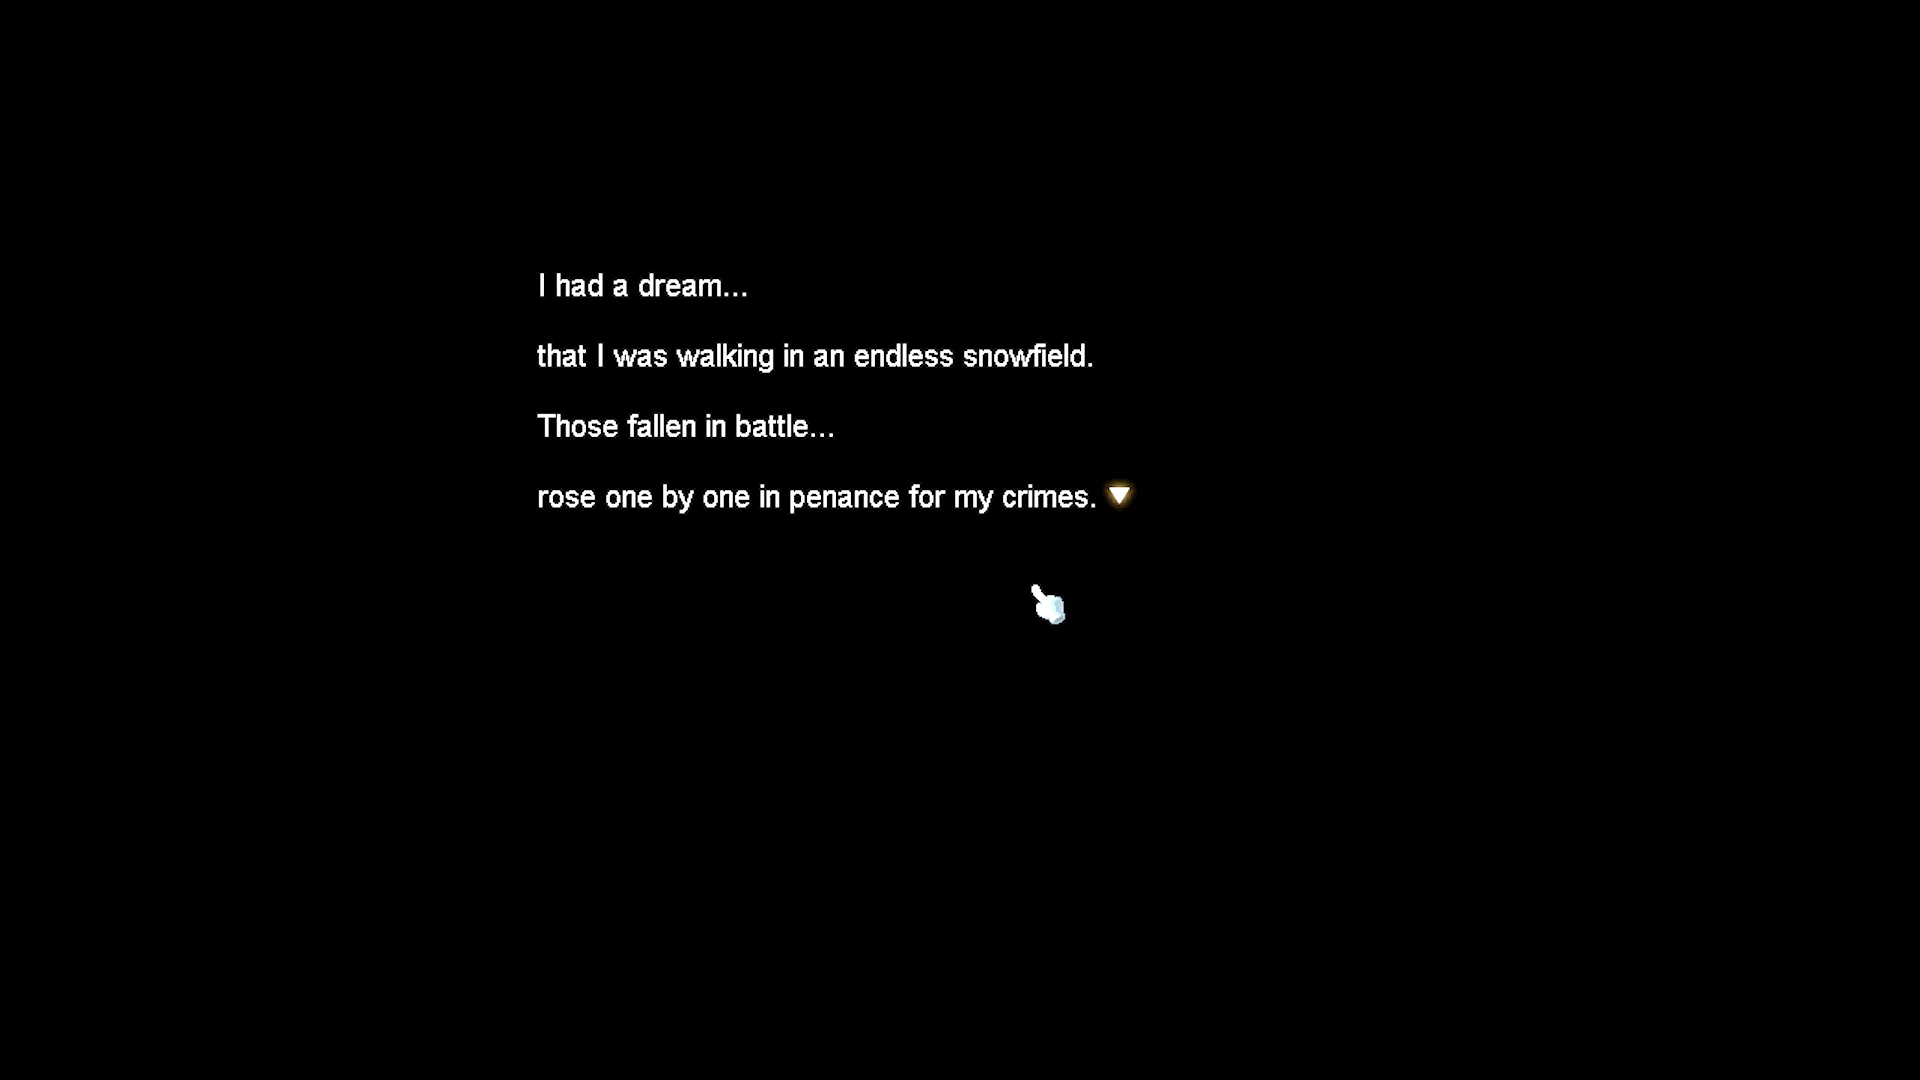 I had a dream...
that I was walking in an endless snowfield.
Those fallen in battle...
rose one by one in penance for my crimes.